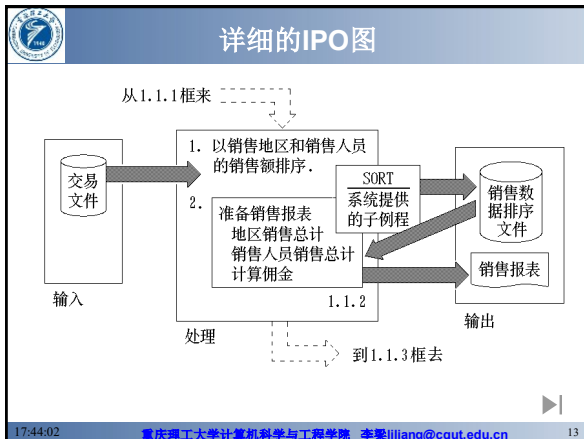 详细的IPO图
从1.1.1框来
1. 以销售地区和销售人员
的销售额排序.
2.
准备销售报表
地区销售总计
销售人员销售总计
计算佣金
1.1.2
SORT
系统提供
的子例程
交易
文件
输入
处理
销售数
据排序
文件
销售报表
输出
到1.1.3框去
17:44:02
重庆理工大学计算机科学与工程学院 李梁liliang@cqut.edu.cn
13